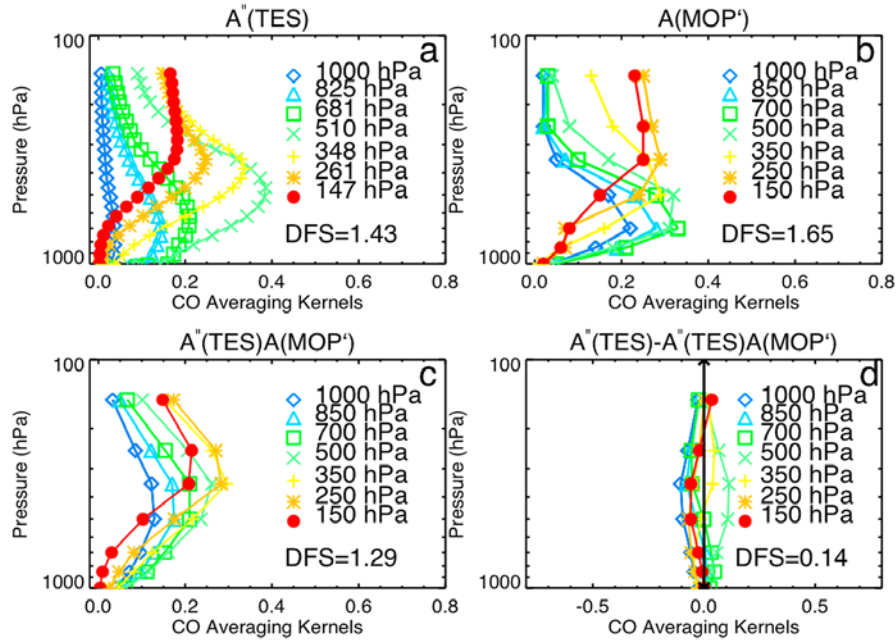 A"(TES)
a
100
1000
Pressure (hPa)
1000 hPa
825 hPa
681 hPa
510 hPa
348 hPa
261 hPa
147 hPa
DFS=1.43
0.0 0.2 0.4 0.6 0.8
CO Averaging Kernels
A(MOP‘)
b
100
1000
Pressure (hPa)
1000 hPa
850 hPa
700 hPa
500 hPa
350 hPa
250 hPa
150 hPa
DFS=1.65
0.0 0.2 0.4 0.6 0.8
CO Averaging Kernels
A"(TES)A(MOP‘)
c
100
1000
Pressure (hPa)
1000 hPa
850 hPa
700 hPa
500 hPa
350 hPa
250 hPa
150 hPa
DFS=1.29
0.0 0.2 0.4 0.6 0.8
CO Averaging Kernels
A"(TES)-A"(TES)A(MOP‘)
d
100
1000
Pressure (hPa)
1000 hPa
850 hPa
700 hPa
500 hPa
350 hPa
250 hPa
150 hPa
DFS=0.14
-0.5 0.0 0.5
CO Averaging Kernels